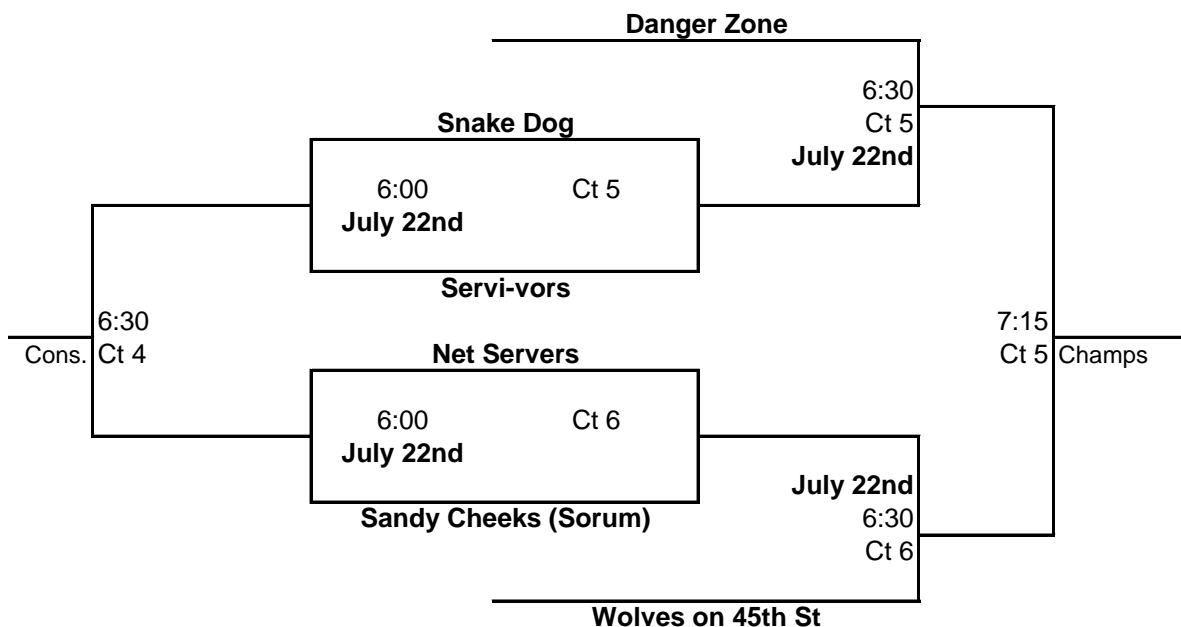 Danger Zone
6:30
Ct 5
July 22nd
Snake Dog
6:00 Ct 5
July 22nd
Servi-vors
6:30
Cons. Ct 4
7:15
Ct 5 Champs
Net Servers
6:00 Ct 6
July 22nd
Sandy Cheeks (Sorum)
July 22nd
6:30
Ct 6
Wolves on 45th St